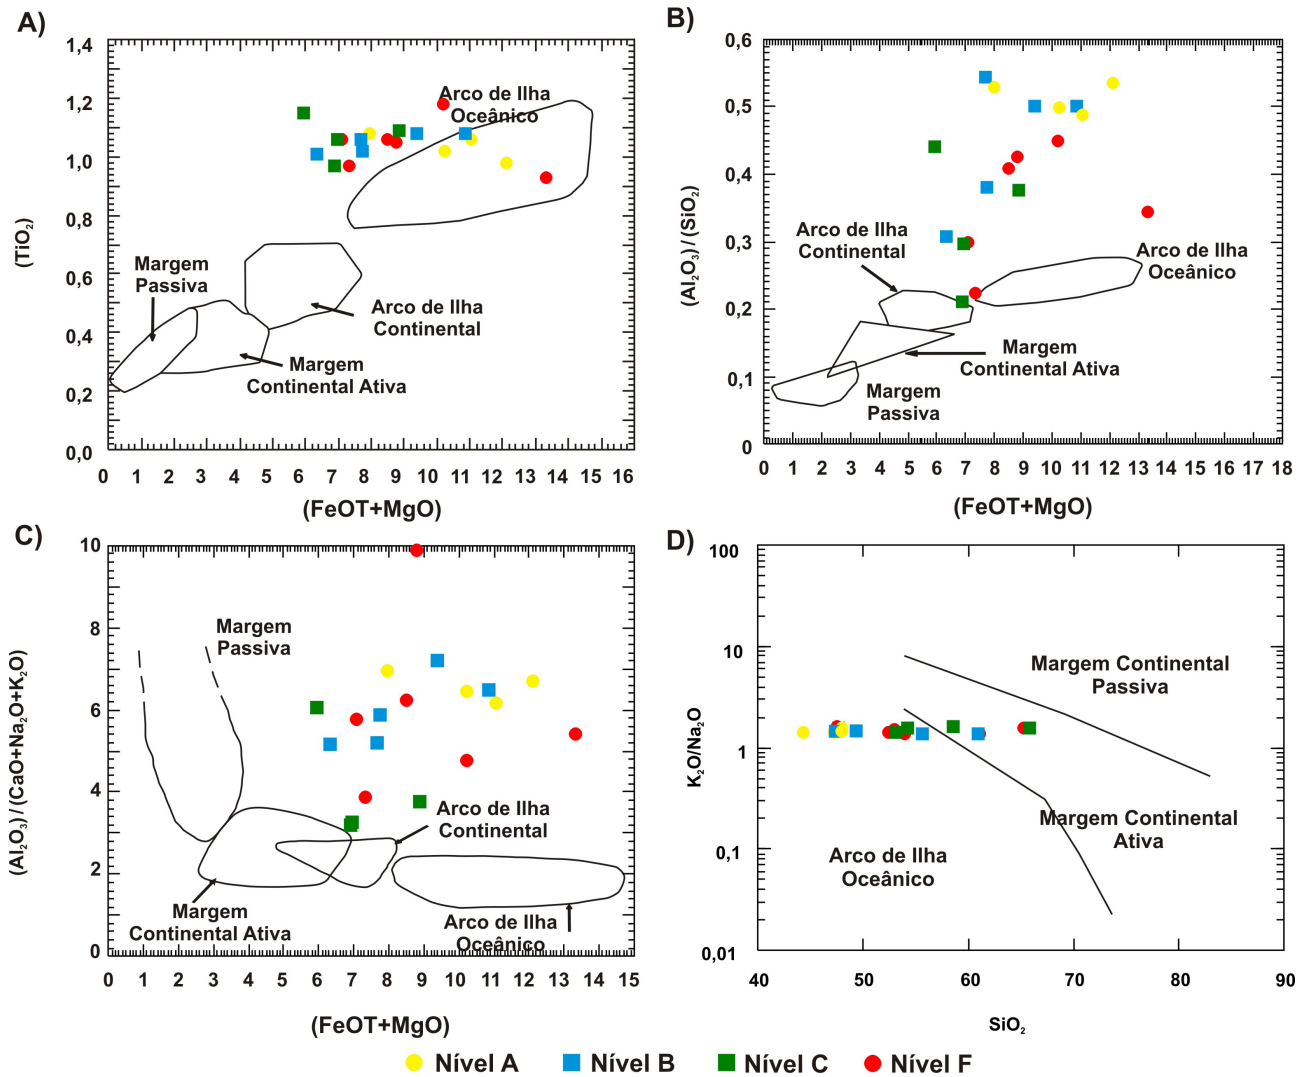 A)
1,4
1,2
1,0
0,8
0,6
0,4
0,2
0,0
(TiO₂)
Arco de Ilha
Oceânico
Margem
Passiva
Arco de Ilha
Continental
Margem
Continental Ativa
0 1 2 3 4 5 6 7 8 9 10 11 12 13 14 15 16
(FeOT+MgO)
B)
0,6
0,5
0,4
0,3
0,2
0,1
0
(Al₂O₃)/(SiO₂)
Arco de Ilha
Continental
Arco de Ilha
Oceânico
Margem
Continental Ativa
Margem
Passiva
0 1 2 3 4 5 6 7 8 9 10 11 12 13 14 15 16 17 18
(FeOT+MgO)
C)
10
8
6
4
2
0
(Al₂O₃)/(CaO+Na₂O+K₂O)
Margem
Passiva
Arco de Ilha
Continental
Margem
Continental Ativa
Arco de Ilha
Oceânico
0 1 2 3 4 5 6 7 8 9 10 11 12 13 14 15
(FeOT+MgO)
D)
100
10
1
0,1
0,01
K₂O/Na₂O
Margem Continental
Passiva
Margem Continental
Ativa
Arco de Ilha
Oceânico
40 50 60 70 80 90
SiO₂
Nível A Nível B Nível C Nível F